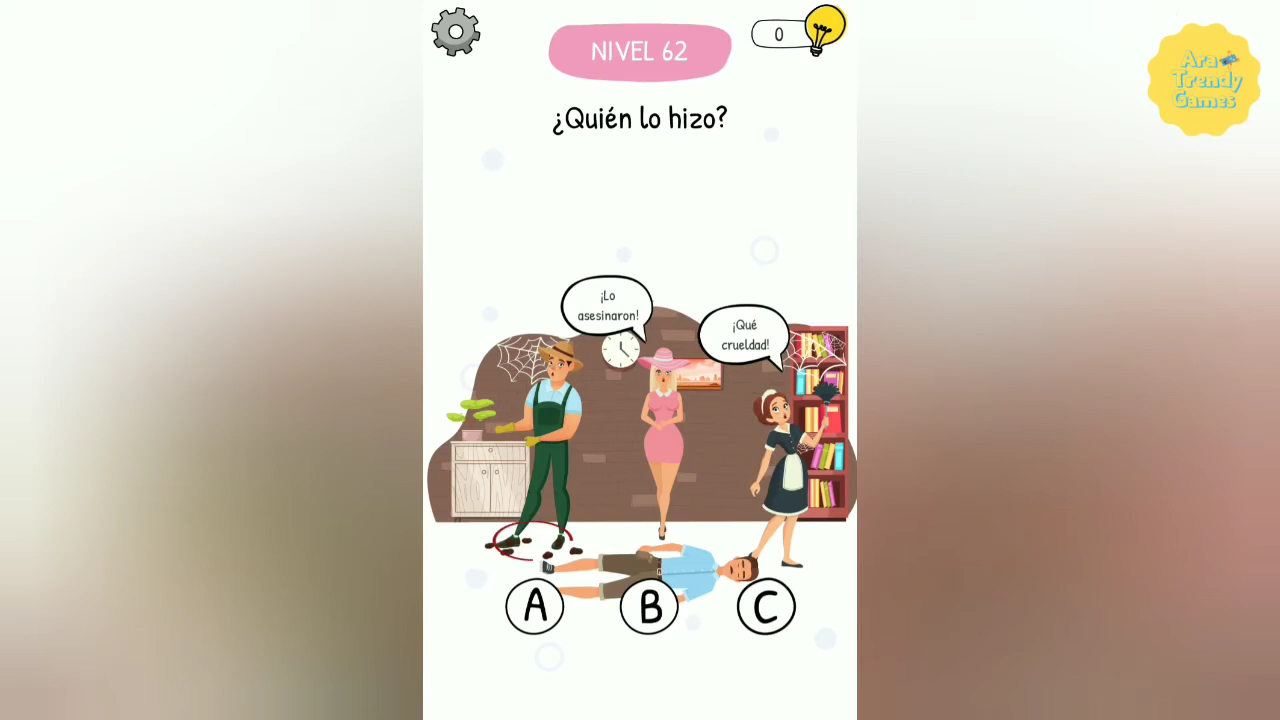 NIVEL 62
0
Ara
Trendy
Games
¿Quién lo hizo?
¡Lo
asesinaron!
¡Qué
crueldad!
A
B
C